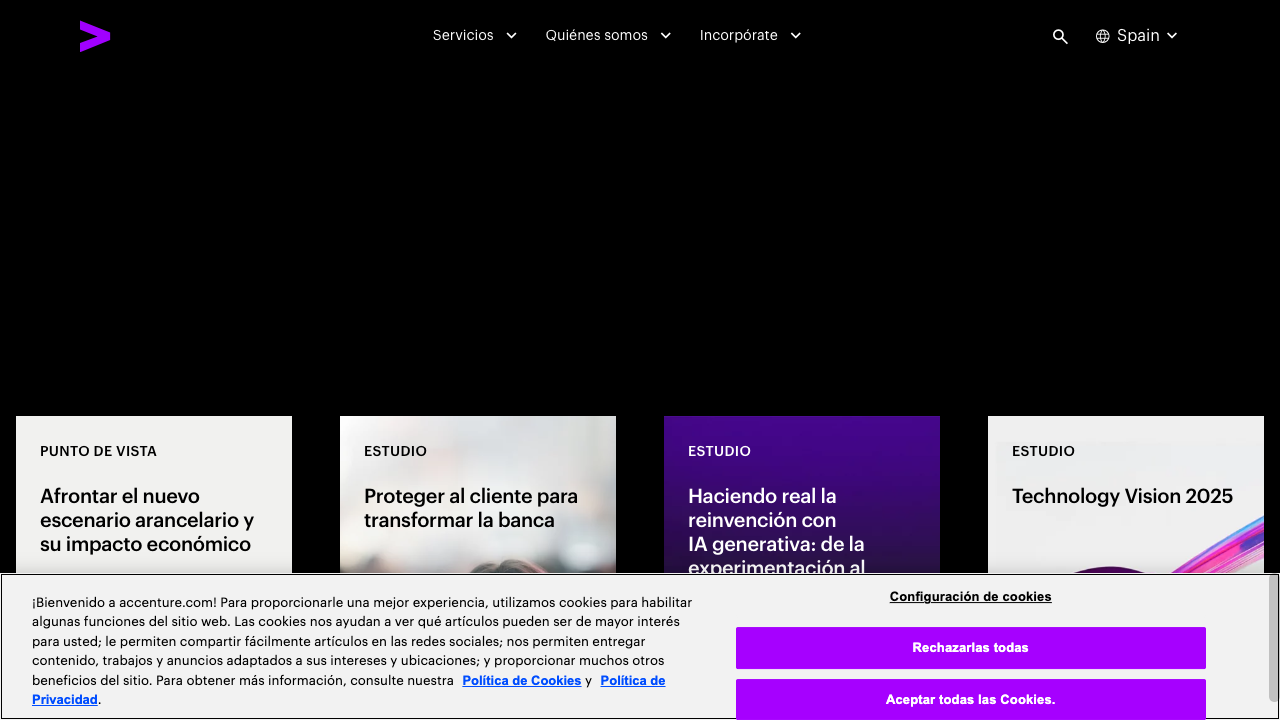 Servicios
Quiénes somos
Incorpórate
Spain
PUNTO DE VISTA
Afrontar el nuevo
escenario arancelario y
su impacto económico
ESTUDIO
Proteger al cliente para
transformar la banca
ESTUDIO
Haciendo real la
reinvención con
IA generativa: de la
experimentación al
ESTUDIO
Technology Vision 2025
¡Bienvenido a accenture.com! Para proporcionarle una mejor experiencia, utilizamos cookies para habilitar
algunas funciones del sitio web. Las cookies nos ayudan a ver qué artículos pueden ser de mayor interés
para usted; le permiten compartir fácilmente artículos en las redes sociales; nos permiten entregar
contenido, trabajos y anuncios adaptados a sus intereses y ubicaciones; y proporcionar muchos otros
beneficios del sitio. Para obtener más información, consulte nuestra Política de Cookies y Política de
Privacidad.
Configuración de cookies
Rechazarlas todas
Aceptar todas las Cookies.